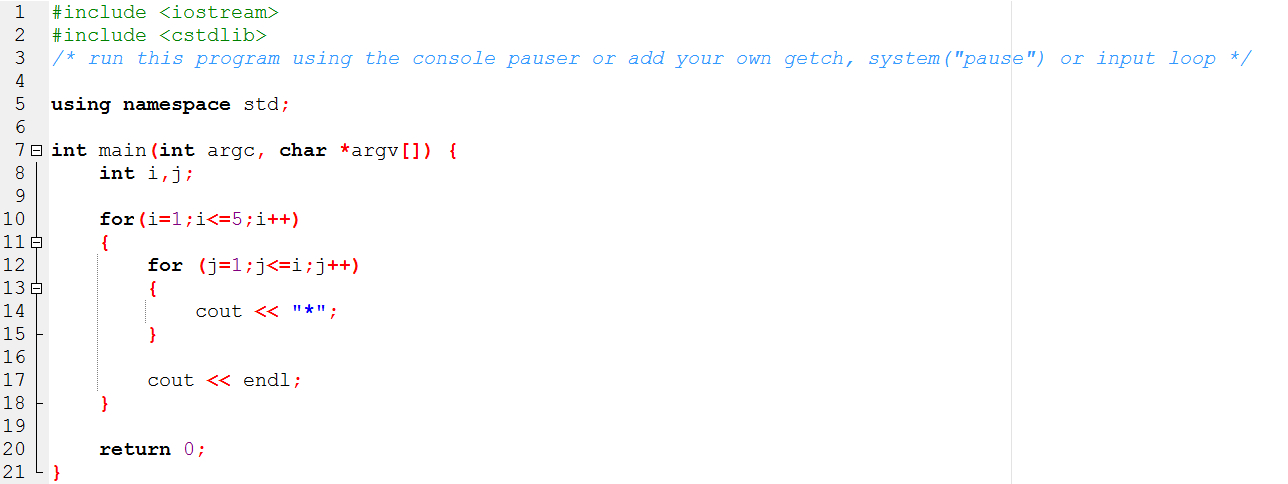 1 #include <iostream>
2 #include <cstdlib>
3 /* run this program using the console pauser or add your own getch, system("pause") or input loop */
4
5 using namespace std;
6
7 int main(int argc, char *argv[]) {
8     int i,j;
9
10     for(i=1;i<=5;i++)
11     {
12         for (j=1;j<=i;j++)
13         {
14             cout << "*";
15         }
16
17         cout << endl;
18     }
19
20     return 0;
21 }